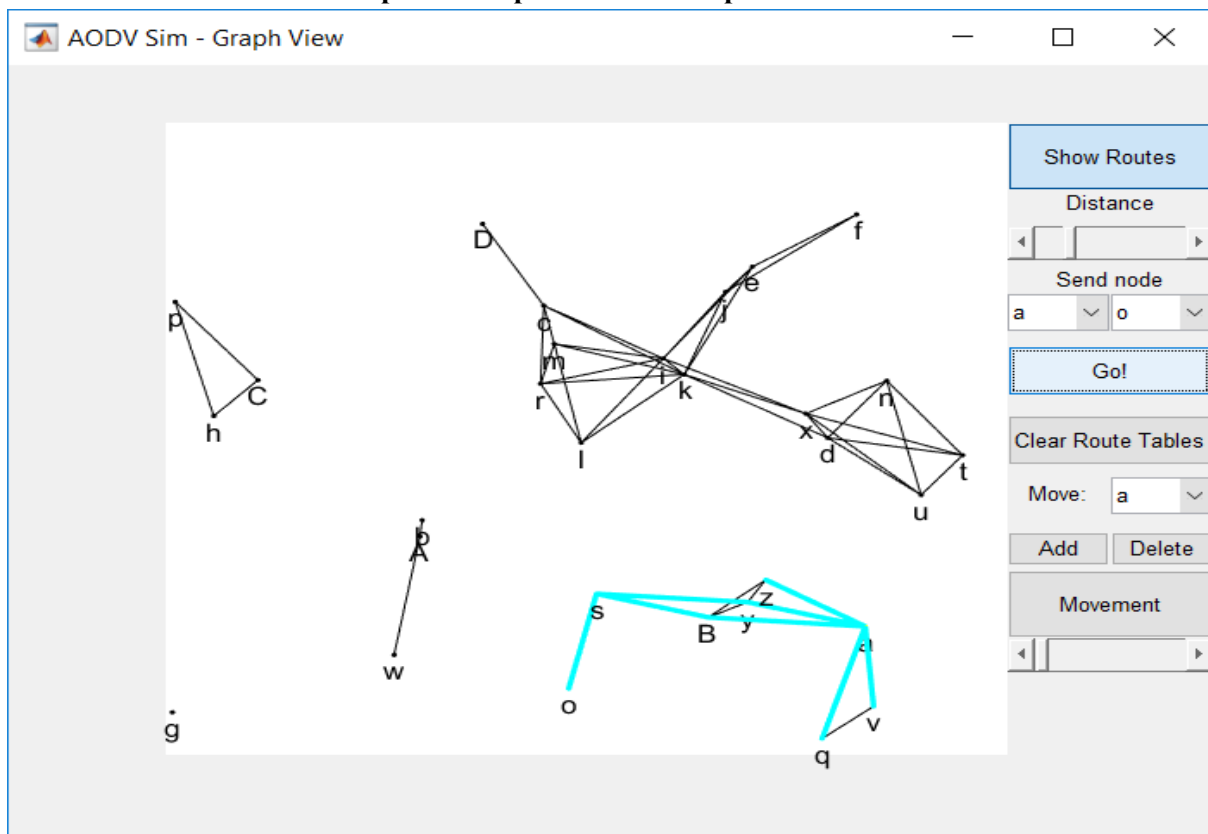 AODV Sim - Graph View
Show Routes
Distance
Send node
a
o
Go!
Clear Route Tables
Move:
a
Add
Delete
Movement
D
f
e
j
p
c
m
i
k
C
r
h
l
n
x
d
t
u
b
A
w
g
s
z
B
y
a
o
v
q